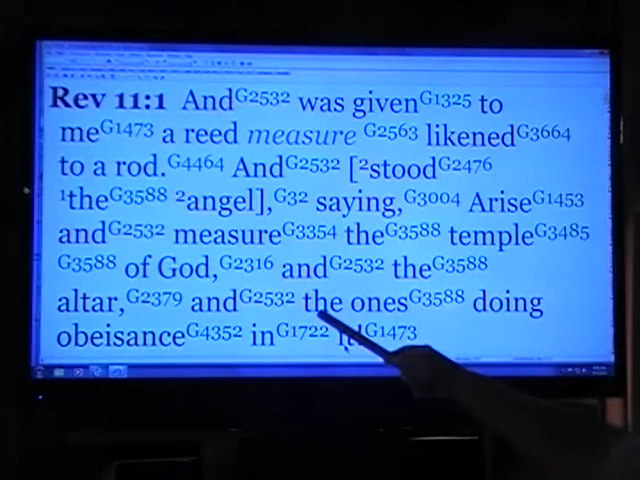 Rev 11:1 AndG2532 was givenG1325 to
meG1473 a reed measure G2563 likenedG3664
to a rod.G4464 AndG2532 [²stoodG2476
¹theG3588 ²angel],G32 saying,G3004 AriseG1453
andG2532 measureG3354 theG3588 templeG3485
G3588 of God,G2316 andG2532 theG3588
altar,G2379 andG2532 the onesG3588 doing
obeisanceG4352 inG1722 it!G1473